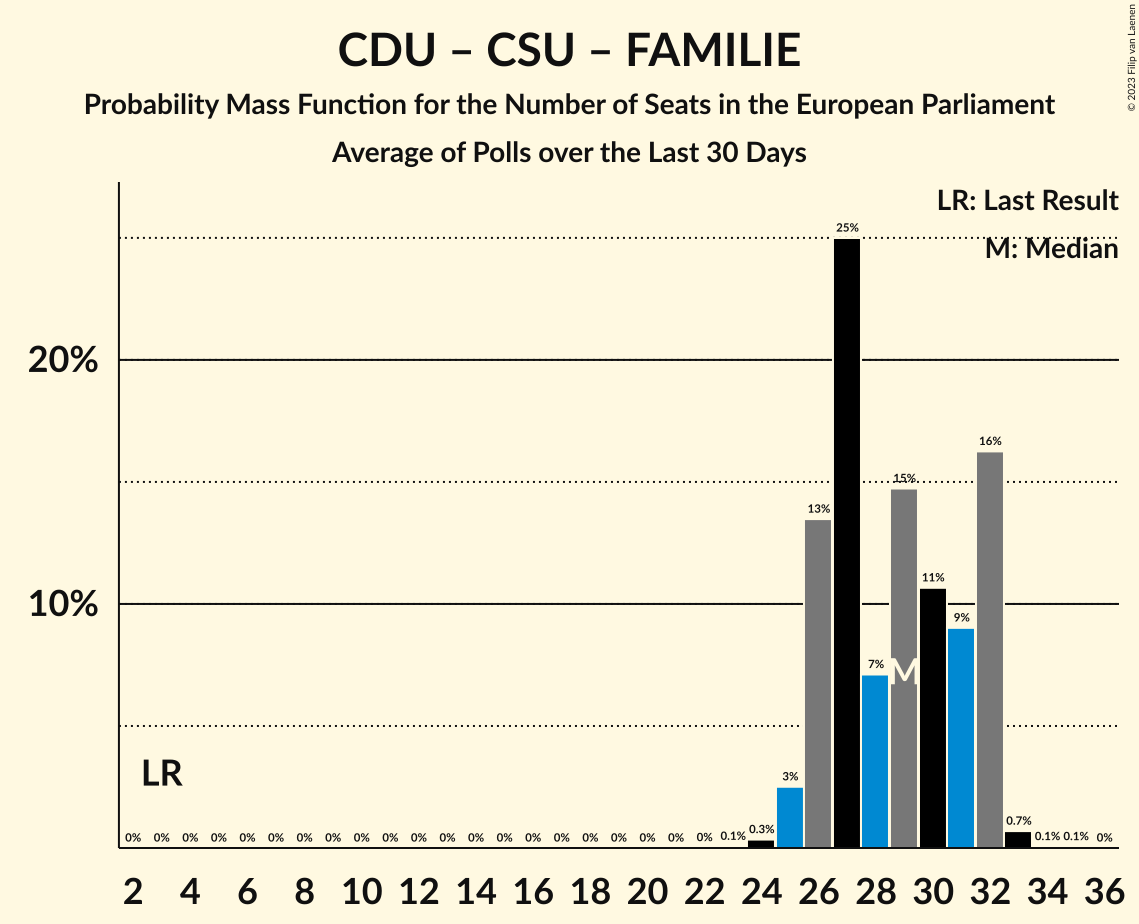 © 2023 Filip van Laenen
CDU – CSU – FAMILIE
Probability Mass Function for the Number of Seats in the European Parliament
Average of Polls over the Last 30 Days
LR: Last Result
M: Median
25%
20%
16%
15%
13%
11%
10%
9%
7%
M
LR
3%
0% 0% 0% 0% 0% 0% 0% 0% 0% 0% 0% 0% 0% 0% 0% 0% 0% 0% 0% 0% 0% 0.1% 0.3% 0.7% 0.1% 0.1% 0%
2 4 6 8 10 12 14 16 18 20 22 24 26 28 30 32 34 36